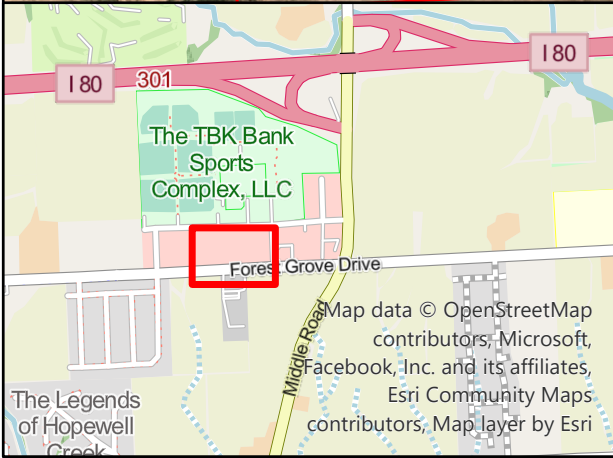 I 80
I 80
301
The TBK Bank
Sports
Complex, LLC
Forest Grove Drive
Middle Road
Map data © OpenStreetMap
contributors, Microsoft,
Facebook, Inc. and its affiliates,
Esri Community Maps
contributors, Map layer by Esri
The Legends
of Hopewell
Creek